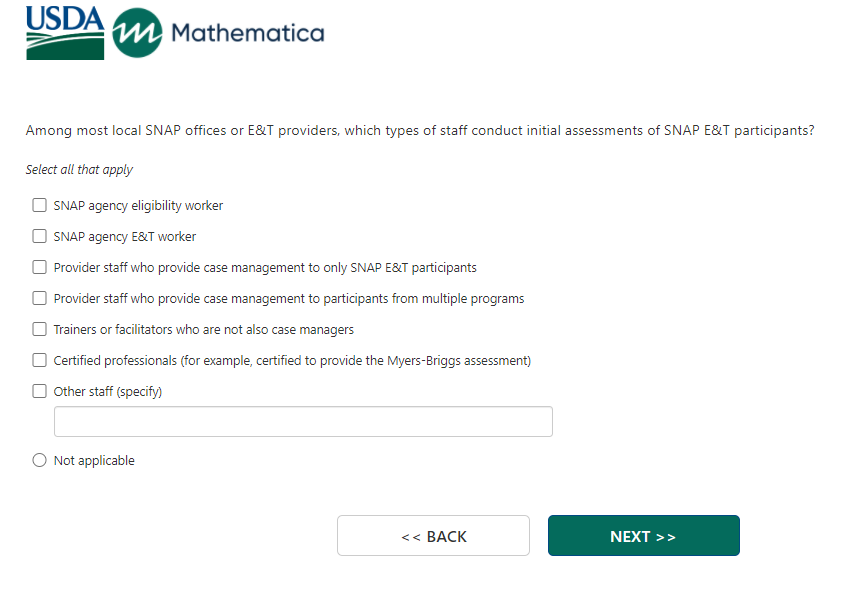 USDA
Mathematica
Among most local SNAP offices or E&T providers, which types of staff conduct initial assessments of SNAP E&T participants?
Select all that apply
SNAP agency eligibility worker
SNAP agency E&T worker
Provider staff who provide case management to only SNAP E&T participants
Provider staff who provide case management to participants from multiple programs
Trainers or facilitators who are not also case managers
Certified professionals (for example, certified to provide the Myers-Briggs assessment)
Other staff (specify)
Not applicable
<< BACK
NEXT >>